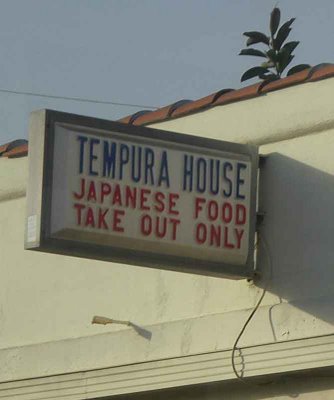 TEMPURA HOUSE
JAPANESE FOOD
TAKE OUT ONLY